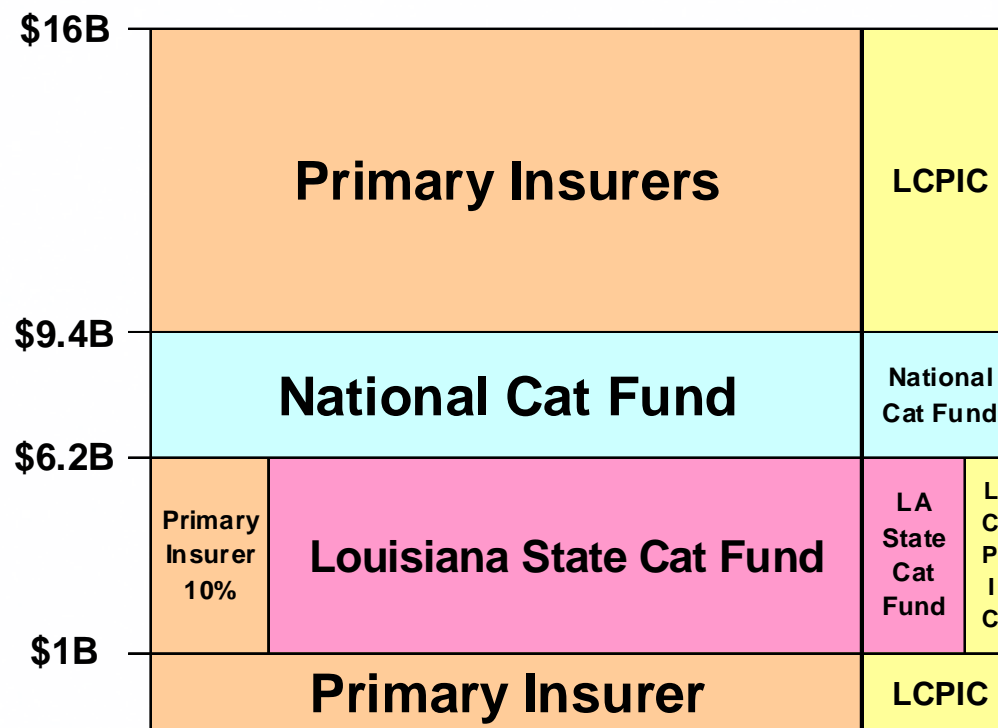 $16B
Primary Insurers
LCPIC
$9.4B
National Cat Fund
National
Cat Fund
$6.2B
Primary
Insurer
10%
Louisiana State Cat Fund
LA
State
Cat
Fund
L
C
P
I
C
$1B
Primary Insurer
LCPIC